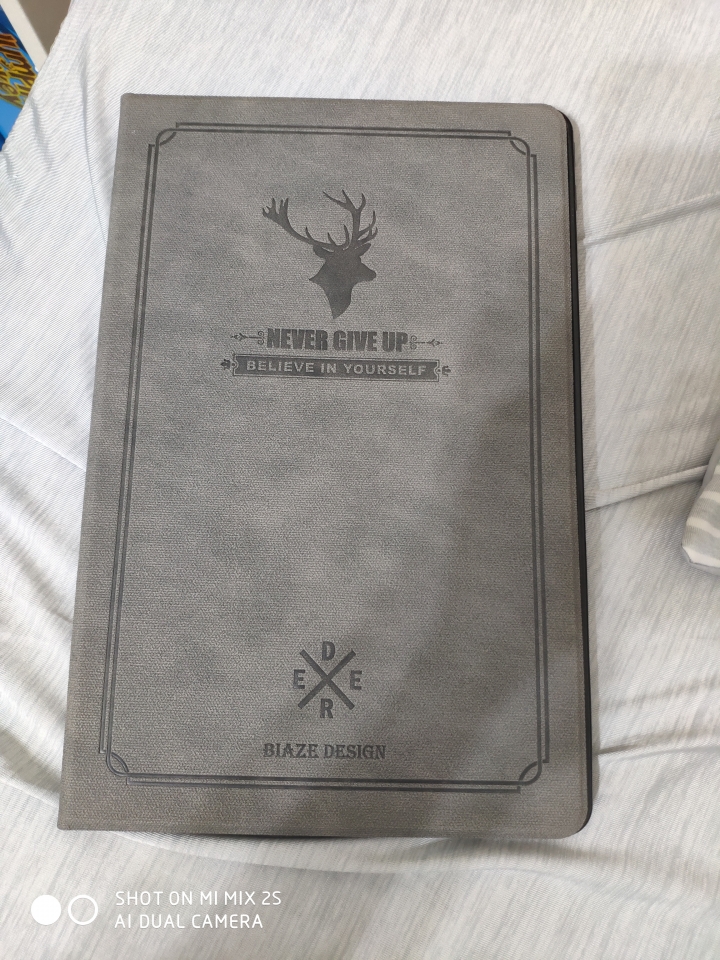 NEVER GIVE UP
BELIEVE IN YOURSELF
D
E E
R
BIAZE DESIGN
SHOT ON MI MIX 2S
AI DUAL CAMERA